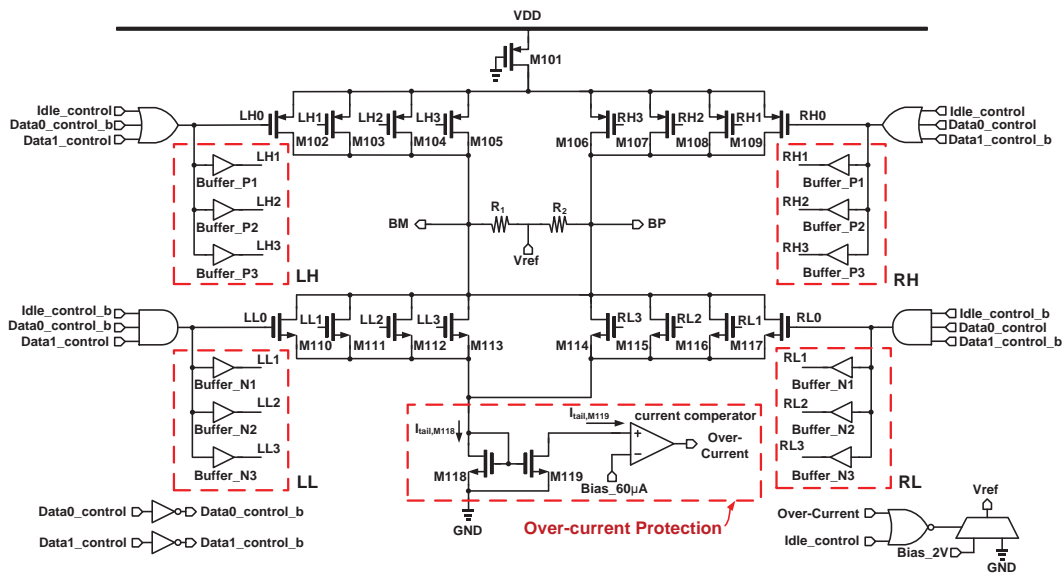 VDD
M101
Idle_control
Data0_control_b
Data1_control
LH0
LH1
LH2
LH3
M102
M103
M104
M105
RH3
RH2
RH1
RH0
M106
M107
M108
M109
Idle_control
Data0_control
Data1_control_b
LH1
Buffer_P1
LH2
Buffer_P2
LH3
Buffer_P3
LH
RH1
Buffer_P1
RH2
Buffer_P2
RH3
Buffer_P3
RH
BM
R1
R2
BP
Vref
Idle_control_b
Data0_control_b
Data1_control
LL0
LL1
LL2
LL3
M110
M111
M112
M113
RL3
RL2
RL1
RL0
M114
M115
M116
M117
Idle_control_b
Data0_control
Data1_control_b
LL1
Buffer_N1
LL2
Buffer_N2
LL3
Buffer_N3
LL
RL1
Buffer_N1
RL2
Buffer_N2
RL3
Buffer_N3
RL
Itail,M118
Itail,M119
current comperator
+
−
Over-
Current
M118
M119
Bias_60μA
GND
Over-current Protection
Data0_control
Data0_control_b
Data1_control
Data1_control_b
Over-Current
Idle_control
Vref
Bias_2V
GND